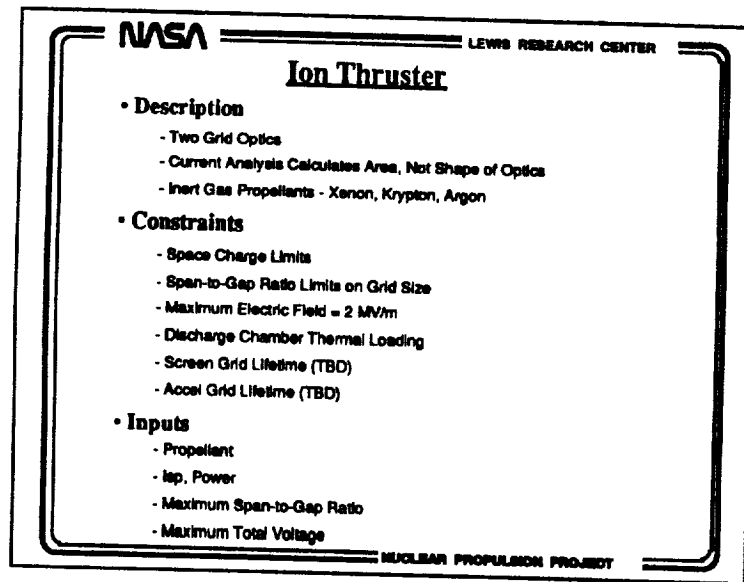 NASA
LEWIS RESEARCH CENTER
Ion Thruster
• Description
- Two Grid Optics
- Current Analysis Calculates Area, Not Shape of Optics
- Inert Gas Propellants - Xenon, Krypton, Argon
• Constraints
- Space Charge Limits
- Span-to-Gap Ratio Limits on Grid Size
- Maximum Electric Field = 2 MV/m
- Discharge Chamber Thermal Loading
- Screen Grid Lifetime (TBD)
- Accel Grid Lifetime (TBD)
• Inputs
- Propellant
- Isp, Power
- Maximum Span-to-Gap Ratio
- Maximum Total Voltage
NUCLEAR PROPULSION PROJECT